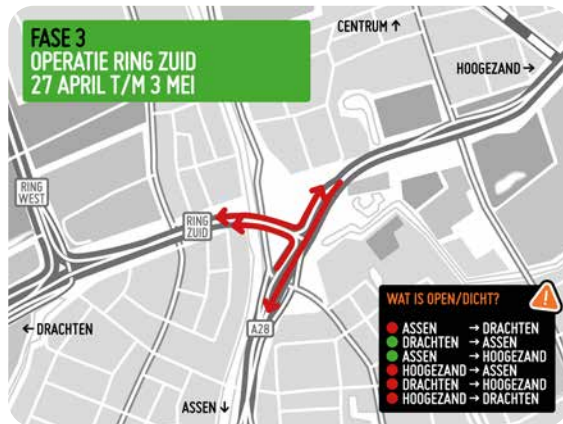 FASE 3
OPERATIE RING ZUID
27 APRIL T/M 3 MEI
CENTRUM ↑
HOOGEZAND →
RING
WEST
RING
ZUID
← DRACHTEN
A28
ASSEN ↓
WAT IS OPEN/DICHT?
ASSEN → DRACHTEN
DRACHTEN → ASSEN
ASSEN → HOOGEZAND
HOOGEZAND → ASSEN
DRACHTEN → HOOGEZAND
HOOGEZAND → DRACHTEN